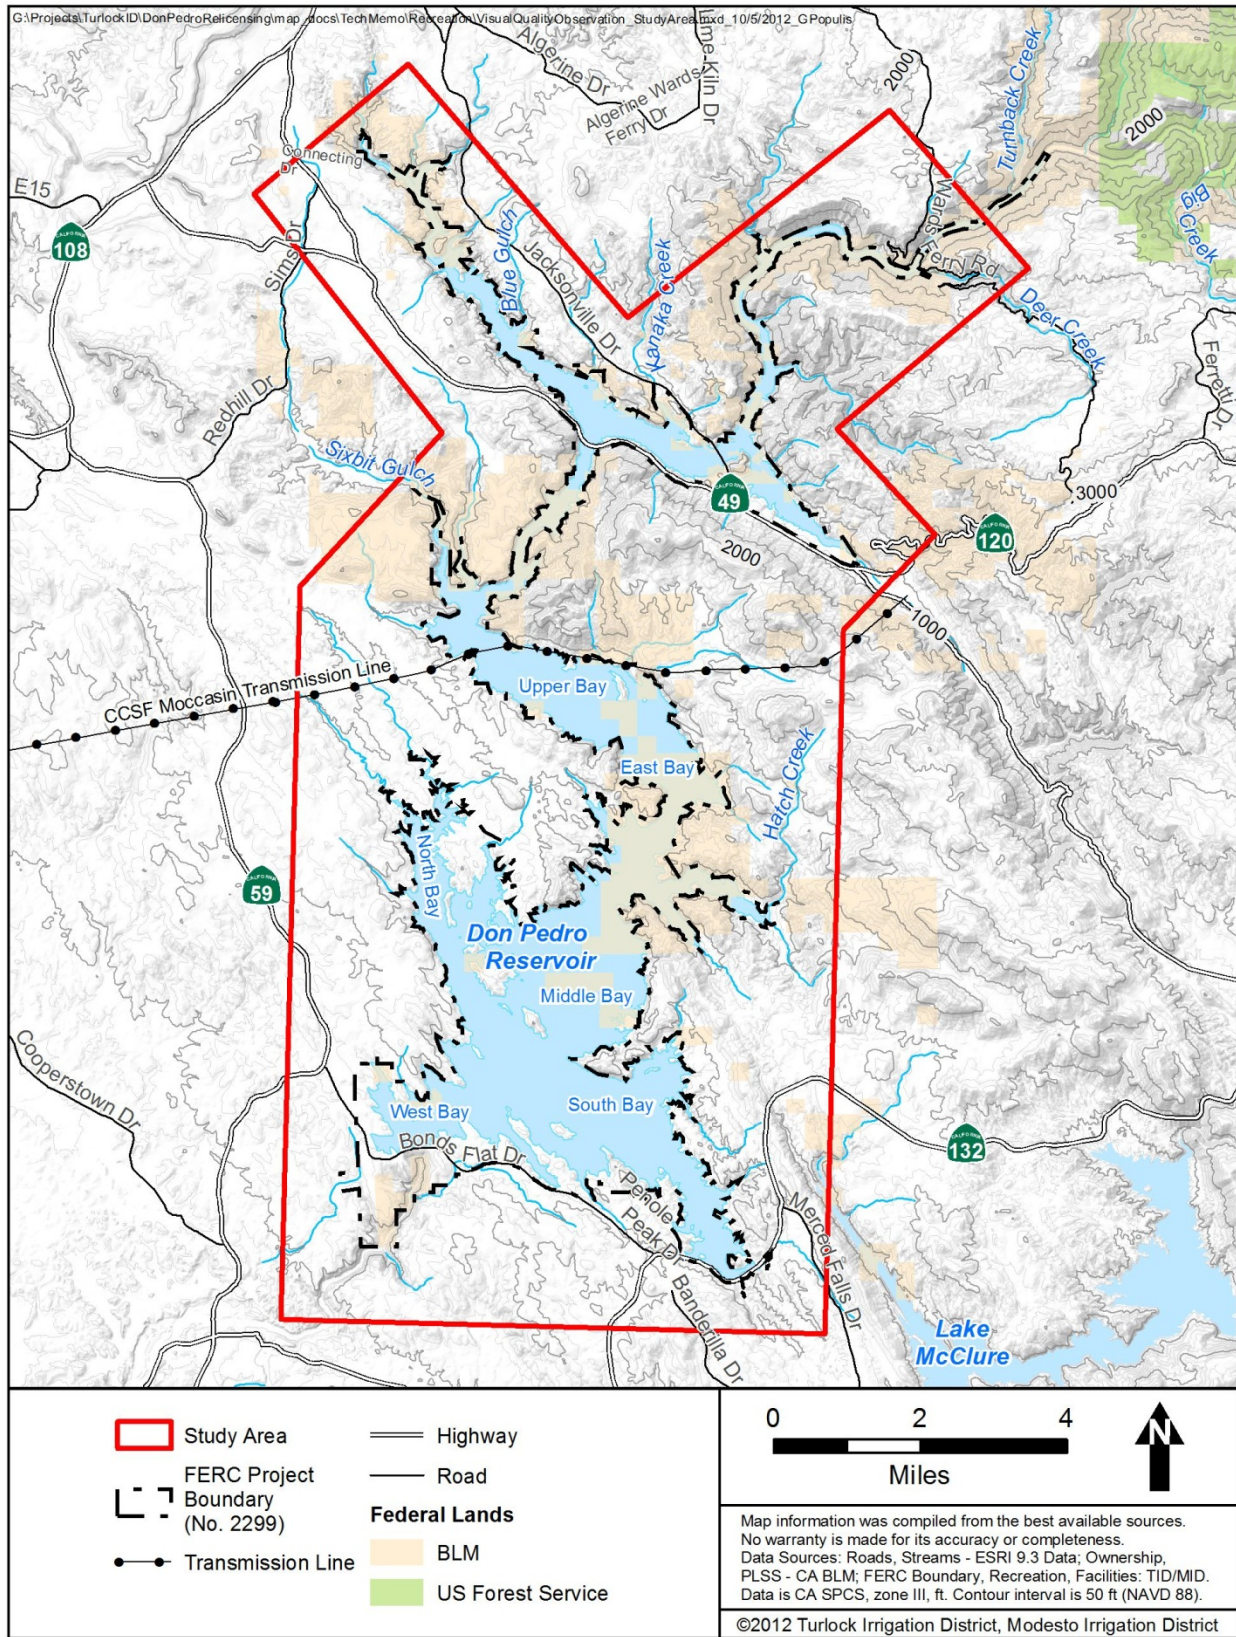 G:\Projects\TurlockID\DonPedroRelicensing\map_docs\TechMemo\Recreation\VisualQualityObservation_StudyArea.mxd_10/5/2012_GPopulis
Algerine Dr
Lime Kiln Dr
Algerine Wards
Ferry Dr
2000
Turnback Creek
2000
Connecting
Dr
E15
108
Sims Dr
Blue Gulch
Jacksonville Dr
Kanaka Creek
Wards Ferry Rd
Big
Creek
Deer Creek
Ferretti Dr
Redhill Dr
Sixbit Gulch
CALIFORNIA
49
2000
3000
120
1000
CCSF Moccasin Transmission Line
Upper Bay
East Bay
Hatch Creek
North Bay
59
Don Pedro
Reservoir
Middle Bay
Cooperstown Dr
West Bay
South Bay
Bonds Flat Dr
132
Penole
Peak Dr
Banderilla Dr
Merced Falls Dr
Lake
McClure
Study Area
FERC Project
Boundary
(No. 2299)
Transmission Line
Highway
Road
Federal Lands
BLM
US Forest Service
0 2 4
Miles
N
Map information was compiled from the best available sources.
No warranty is made for its accuracy or completeness.
Data Sources: Roads, Streams - ESRI 9.3 Data; Ownership,
PLSS - CA BLM; FERC Boundary, Recreation, Facilities: TID/MID.
Data is CA SPCS, zone III, ft. Contour interval is 50 ft (NAVD 88).
©2012 Turlock Irrigation District, Modesto Irrigation District